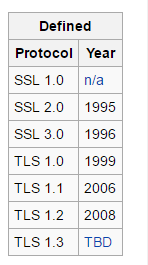 Defined
Protocol Year
SSL 1.0 n/a
SSL 2.0 1995
SSL 3.0 1996
TLS 1.0 1999
TLS 1.1 2006
TLS 1.2 2008
TLS 1.3 TBD